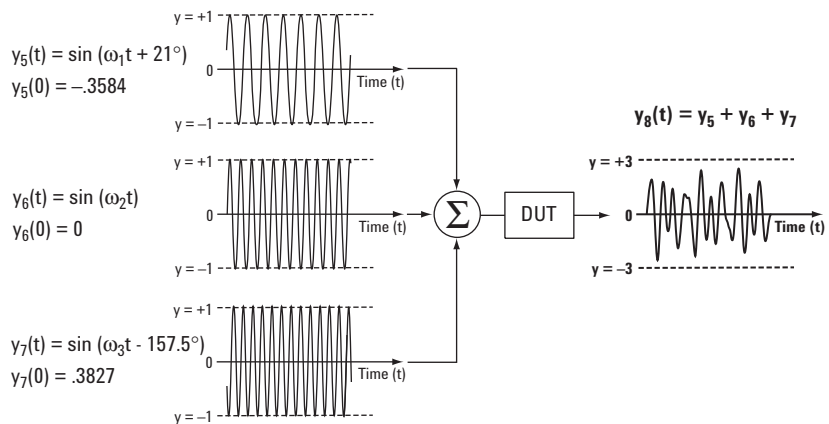 y = +1
y₅(t) = sin (ω₁t + 21°)
y₅(0) = –.3584
0
Time (t)
y = –1
y₈(t) = y₅ + y₆ + y₇
y = +1
y₆(t) = sin (ω₂t)
y₆(0) = 0
0
Time (t)
y = –1
Σ
DUT
y = +3
0
Time (t)
y = –3
y = +1
y₇(t) = sin (ω₃t - 157.5°)
y₇(0) = .3827
0
Time (t)
y = –1